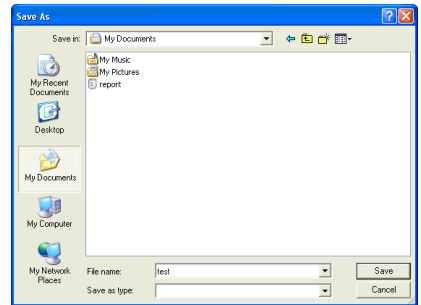 Save As
Save in:
My Documents
My Recent
Documents
Desktop
My Documents
My Computer
My Network
Places
My Music
My Pictures
report
File name:
test
Save
Save as type:
Cancel